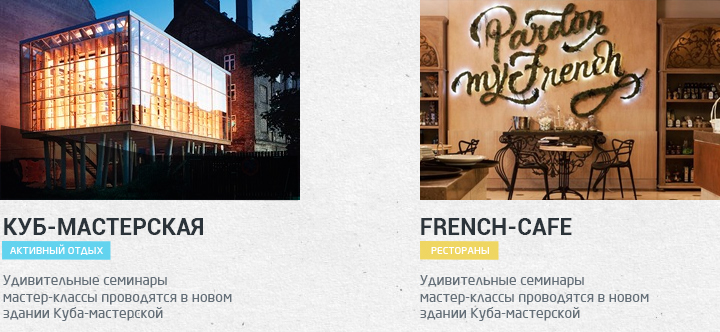 Pardon
my French
КУБ-МАСТЕРСКАЯ
АКТИВНЫЙ ОТДЫХ
Удивительные семинары
мастер-классы проводятся в новом
здании Куба-мастерской
FRENCH-CAFE
РЕСТОРАНЫ
Удивительные семинары
мастер-классы проводятся в новом
здании Куба-мастерской